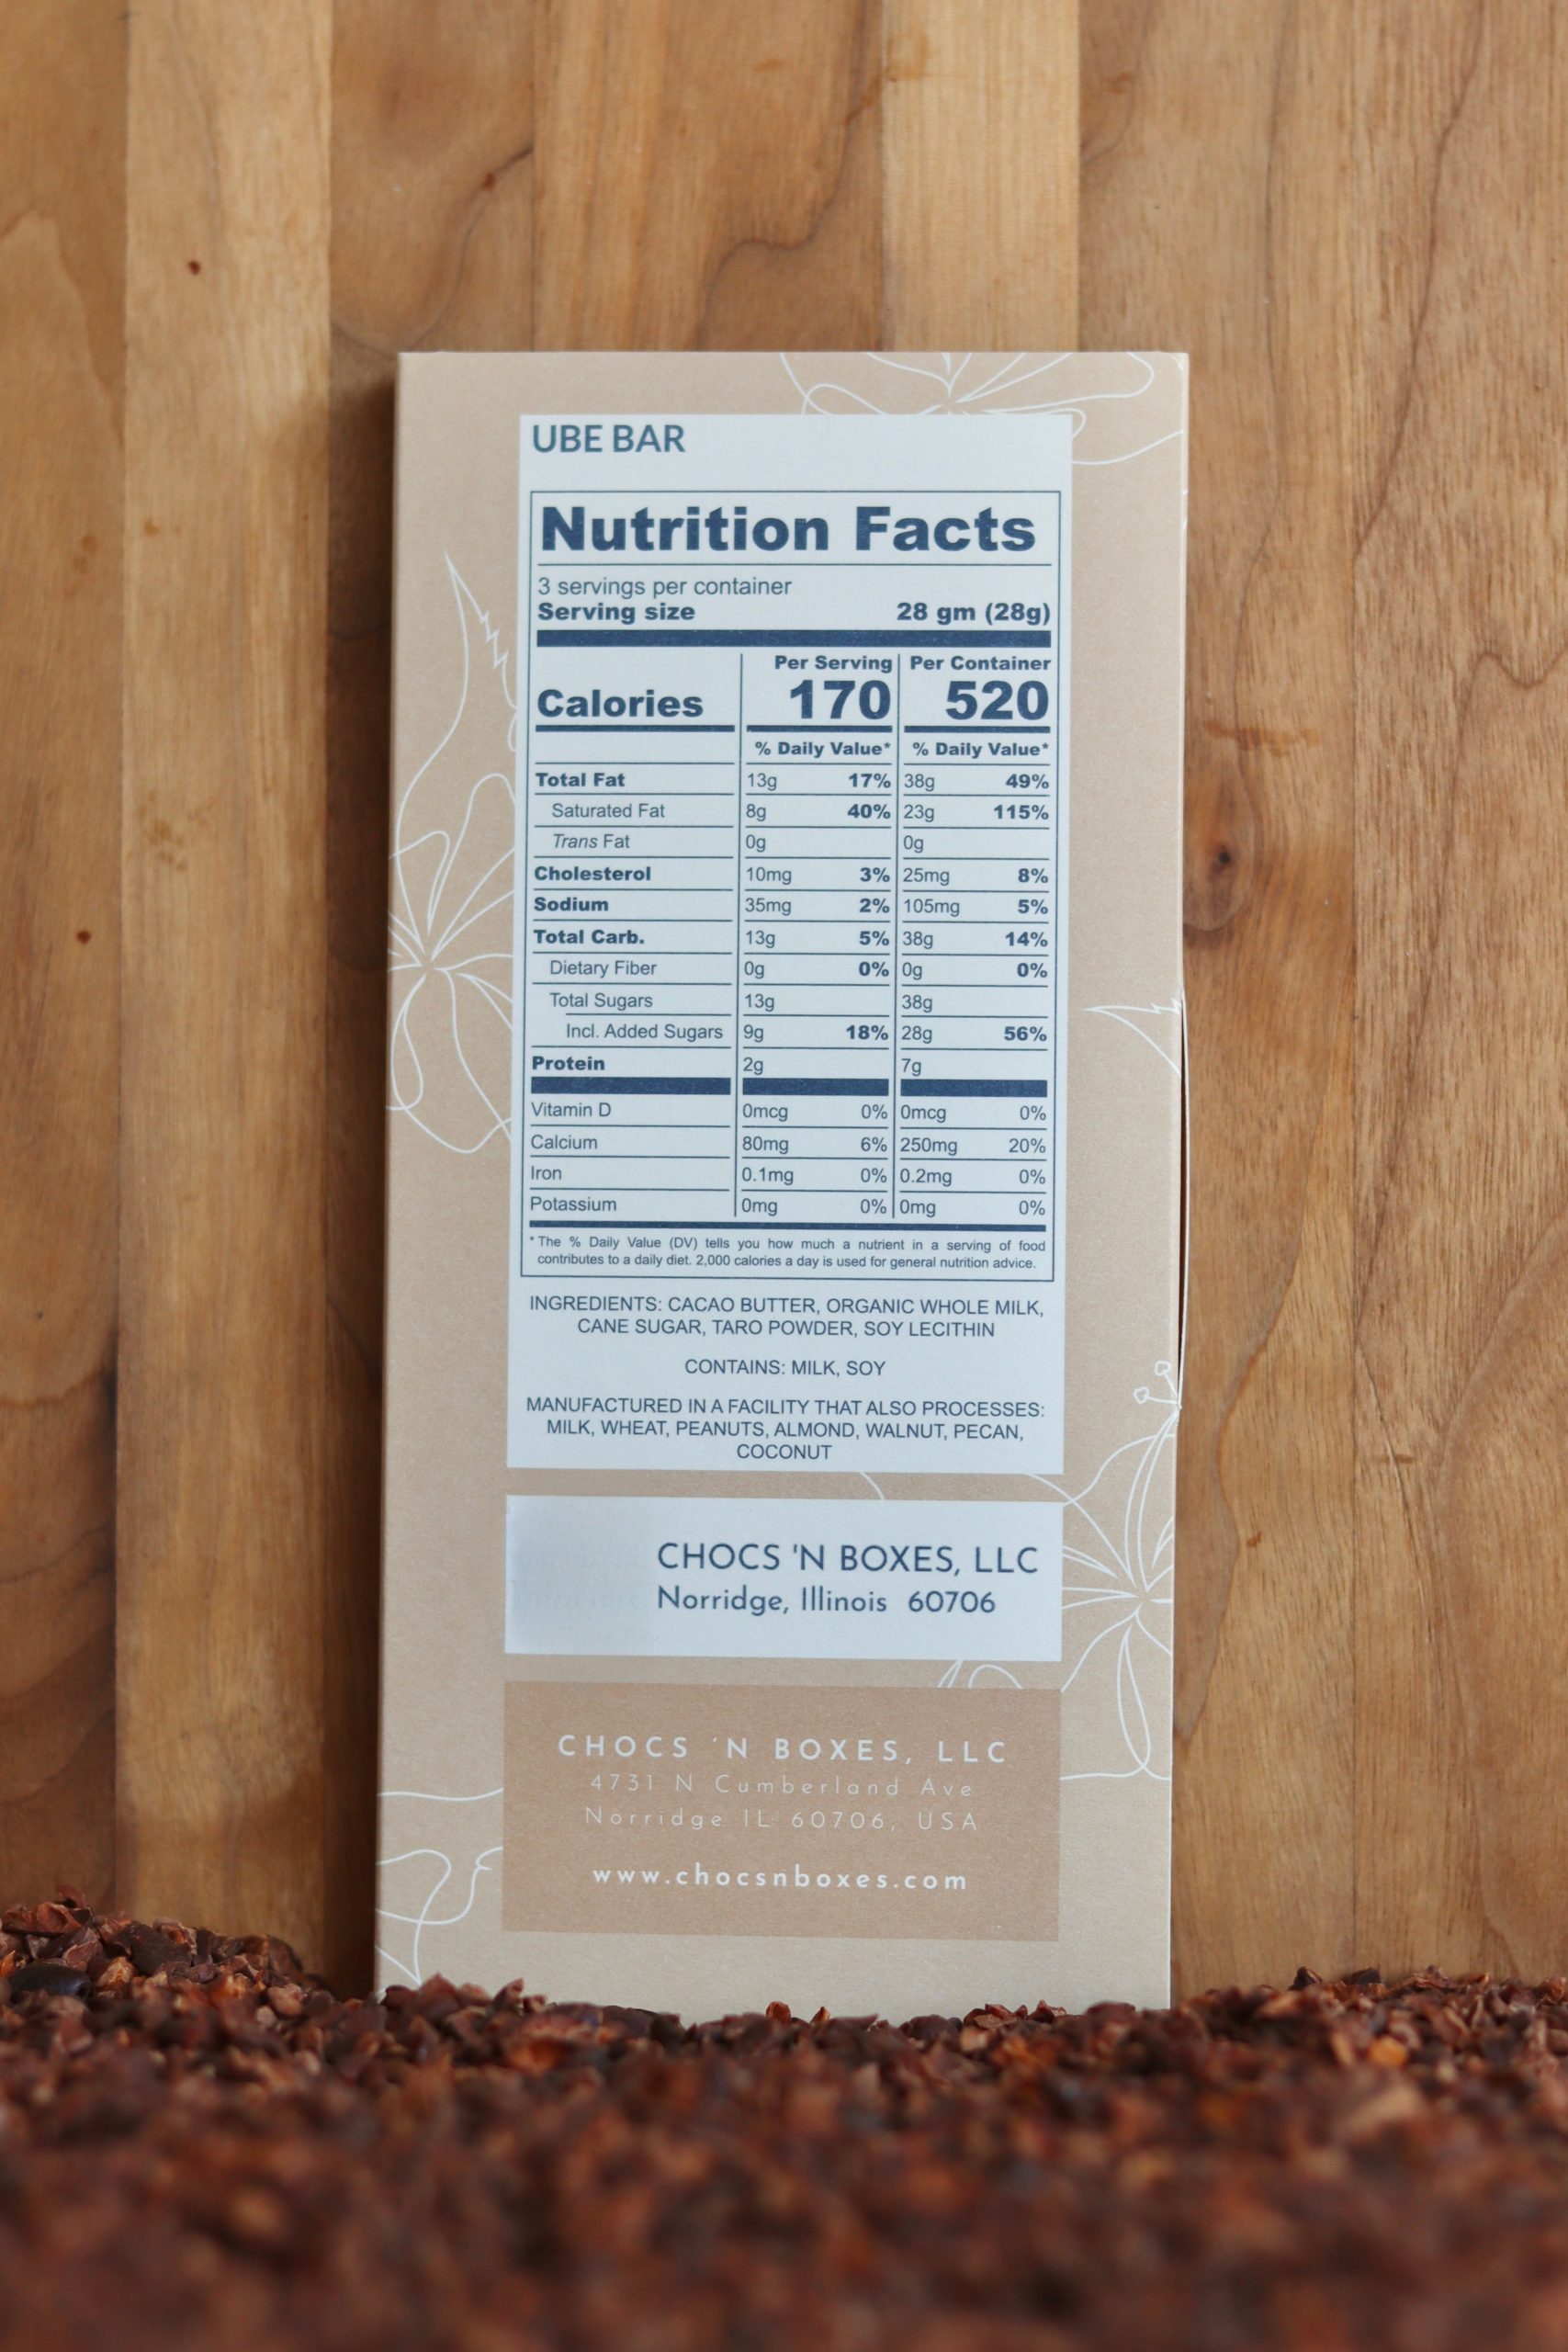 UBE BAR
Nutrition Facts
3 servings per container
Serving size 28 gm (28g)
Per Serving Per Container
Calories 170 520
% Daily Value* % Daily Value*
Total Fat 13g 17% 38g 49%
Saturated Fat 8g 40% 23g 115%
Trans Fat 0g 0g
Cholesterol 10mg 3% 25mg 8%
Sodium 35mg 2% 105mg 5%
Total Carb. 13g 5% 38g 14%
Dietary Fiber 0g 0% 0g 0%
Total Sugars 13g 38g
Incl. Added Sugars 9g 18% 28g 56%
Protein 2g 7g
Vitamin D 0mcg 0% 0mcg 0%
Calcium 80mg 6% 250mg 20%
Iron 0.1mg 0% 0.2mg 0%
Potassium 0mg 0% 0mg 0%
* The % Daily Value (DV) tells you how much a nutrient in a serving of food
contributes to a daily diet. 2,000 calories a day is used for general nutrition advice.
INGREDIENTS: CACAO BUTTER, ORGANIC WHOLE MILK,
CANE SUGAR, TARO POWDER, SOY LECITHIN
CONTAINS: MILK, SOY
MANUFACTURED IN A FACILITY THAT ALSO PROCESSES:
MILK, WHEAT, PEANUTS, ALMOND, WALNUT, PECAN,
COCONUT
CHOCS 'N BOXES, LLC
Norridge, Illinois 60706
CHOCS 'N BOXES, LLC
4731 N Cumberland Ave
Norridge IL 60706, USA
www.chocsnboxes.com